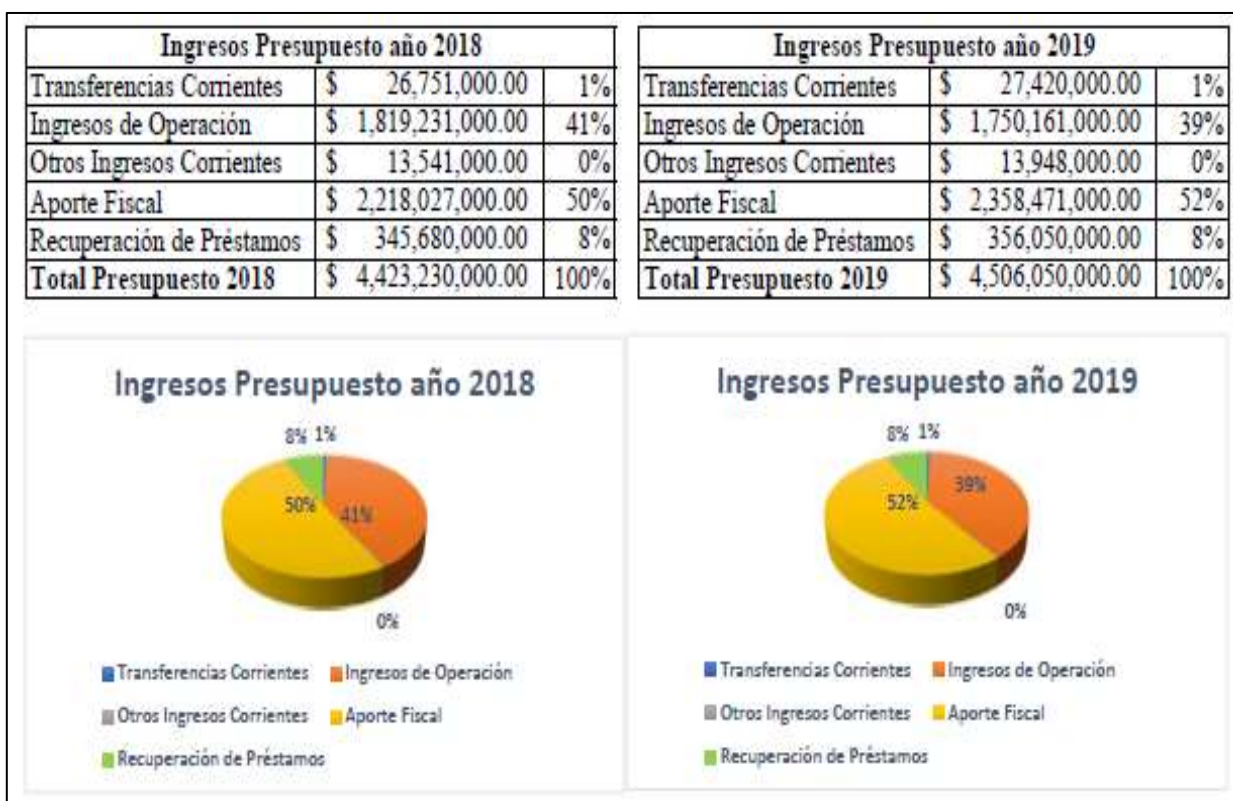 Ingresos Presupuesto año 2018
Transferencias Corrientes $ 26,751,000.00 1%
Ingresos de Operación $ 1,819,231,000.00 41%
Otros Ingresos Corrientes $ 13,541,000.00 0%
Aporte Fiscal $ 2,218,027,000.00 50%
Recuperación de Préstamos $ 345,680,000.00 8%
Total Presupuesto 2018 $ 4,423,230,000.00 100%
Ingresos Presupuesto año 2019
Transferencias Corrientes $ 27,420,000.00 1%
Ingresos de Operación $ 1,750,161,000.00 39%
Otros Ingresos Corrientes $ 13,948,000.00 0%
Aporte Fiscal $ 2,358,471,000.00 52%
Recuperación de Préstamos $ 356,050,000.00 8%
Total Presupuesto 2019 $ 4,506,050,000.00 100%
Ingresos Presupuesto año 2018
8% 1%
50% 41%
0%
Transferencias Corrientes Ingresos de Operación
Otros Ingresos Corrientes Aporte Fiscal
Recuperación de Préstamos
Ingresos Presupuesto año 2019
8% 1%
52% 39%
0%
Transferencias Corrientes Ingresos de Operación
Otros Ingresos Corrientes Aporte Fiscal
Recuperación de Préstamos